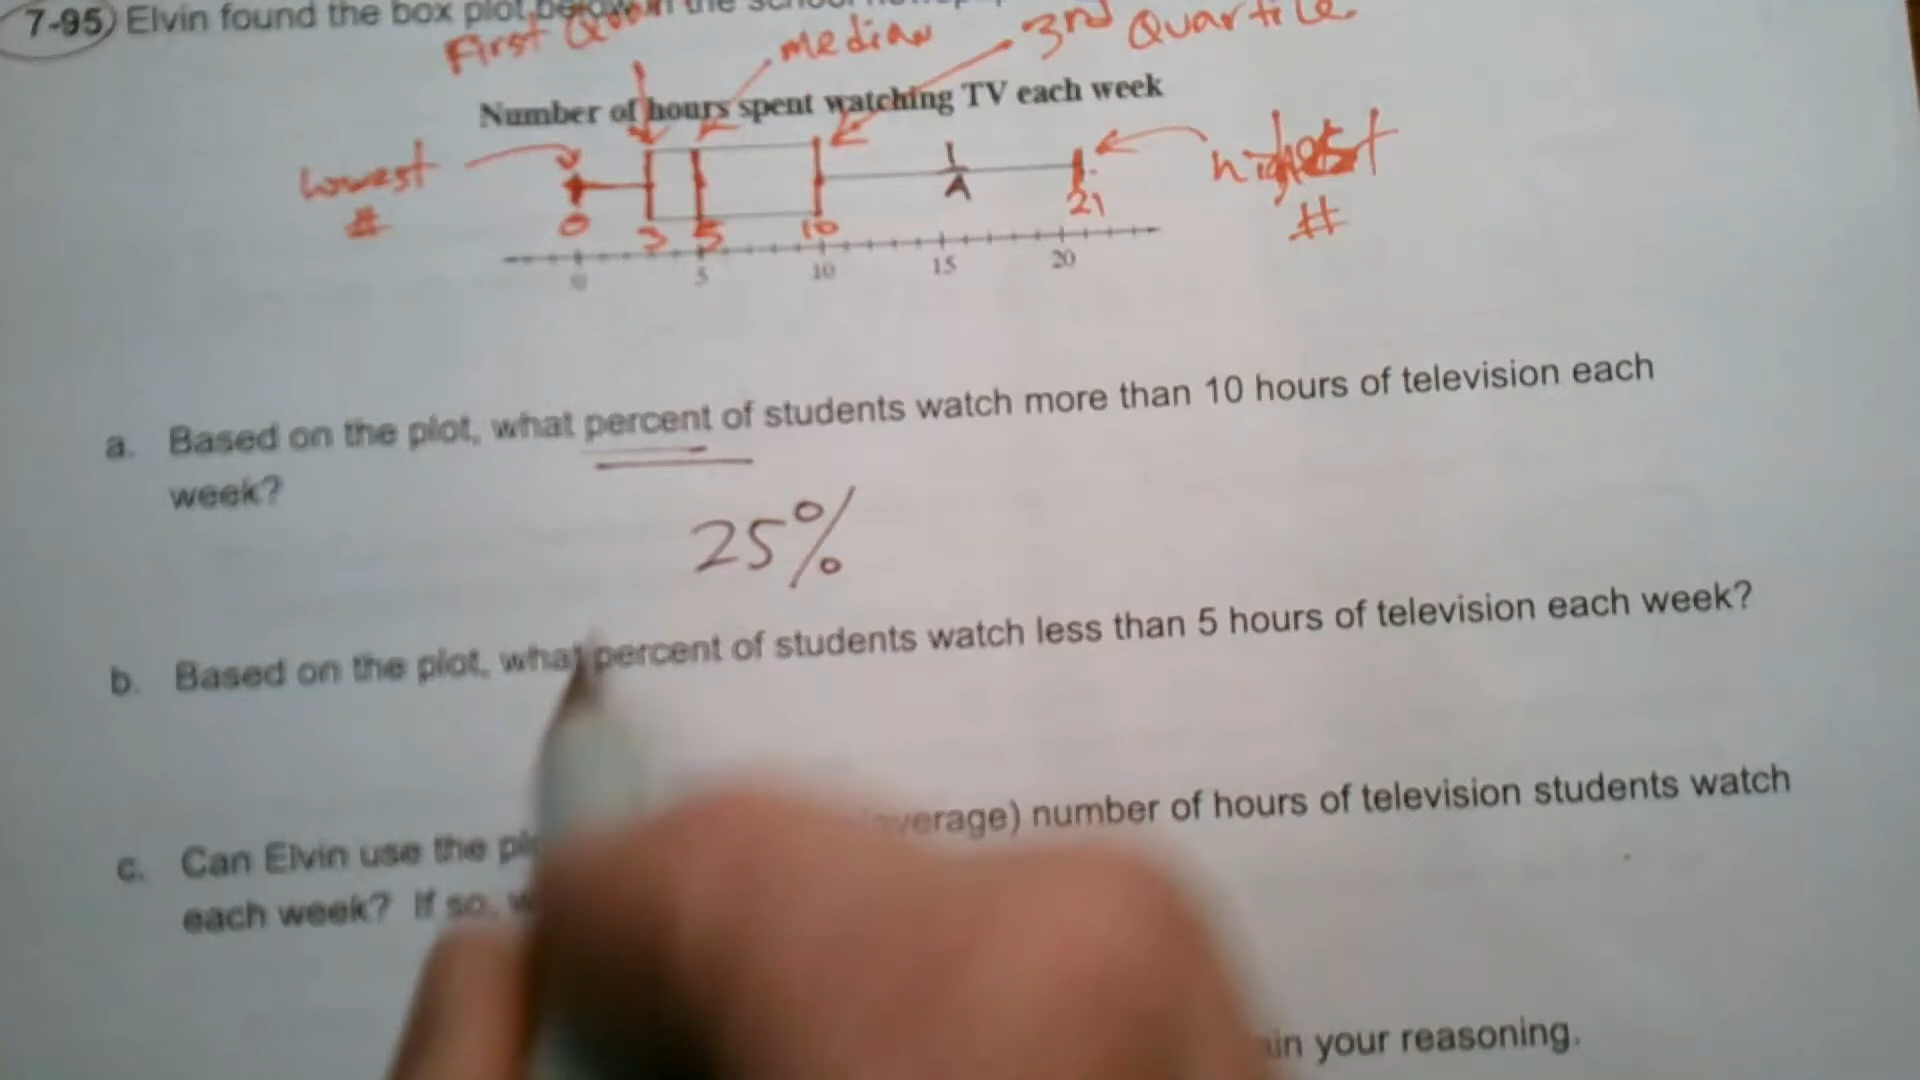 7-95) Elvin found the box plot below in the school
First
median
3rd Quartile
Number of hours spent watching TV each week
lowest
#
highest
#
0
3
5
10
21
0
5
10
15
20
a. Based on the plot, what percent of students watch more than 10 hours of television each
week?
25%
b. Based on the plot, what percent of students watch less than 5 hours of television each week?
c. Can Elvin use the
number of hours of television students watch
each week? If so,
your reasoning.